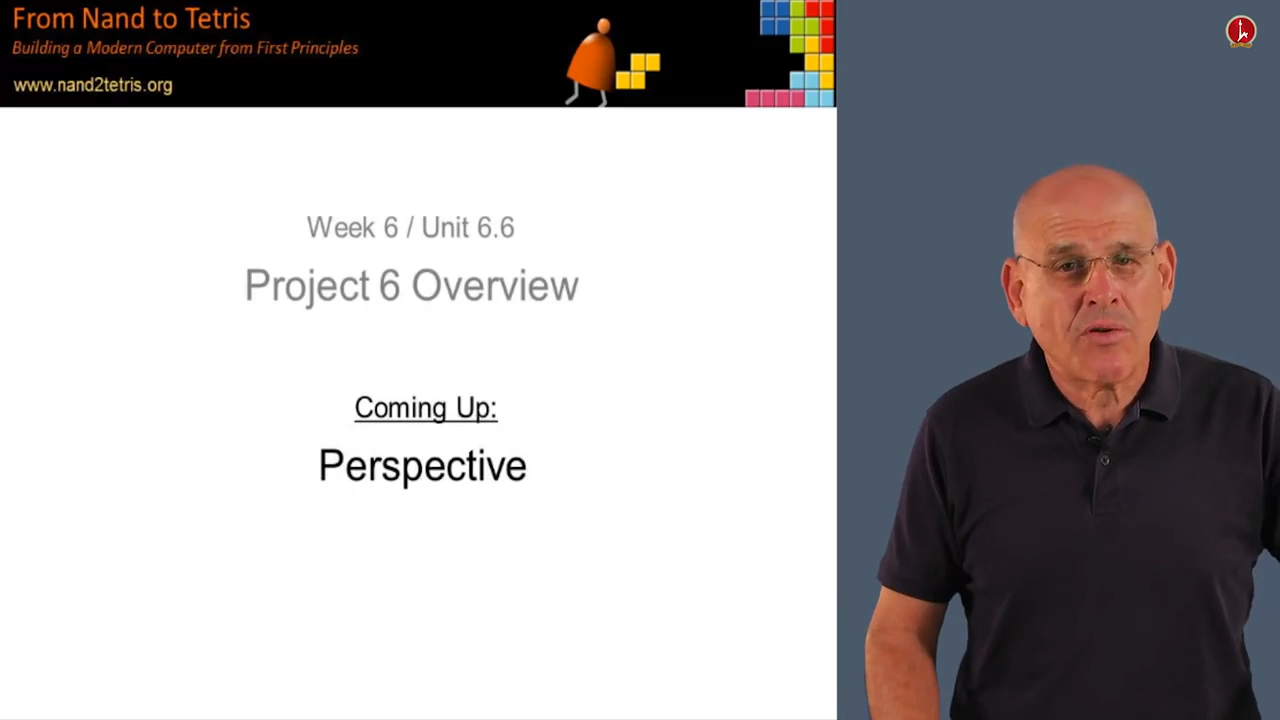 From Nand to Tetris
Building a Modern Computer from First Principles
www.nand2tetris.org
Week 6 / Unit 6.6
Project 6 Overview
Coming Up:
Perspective